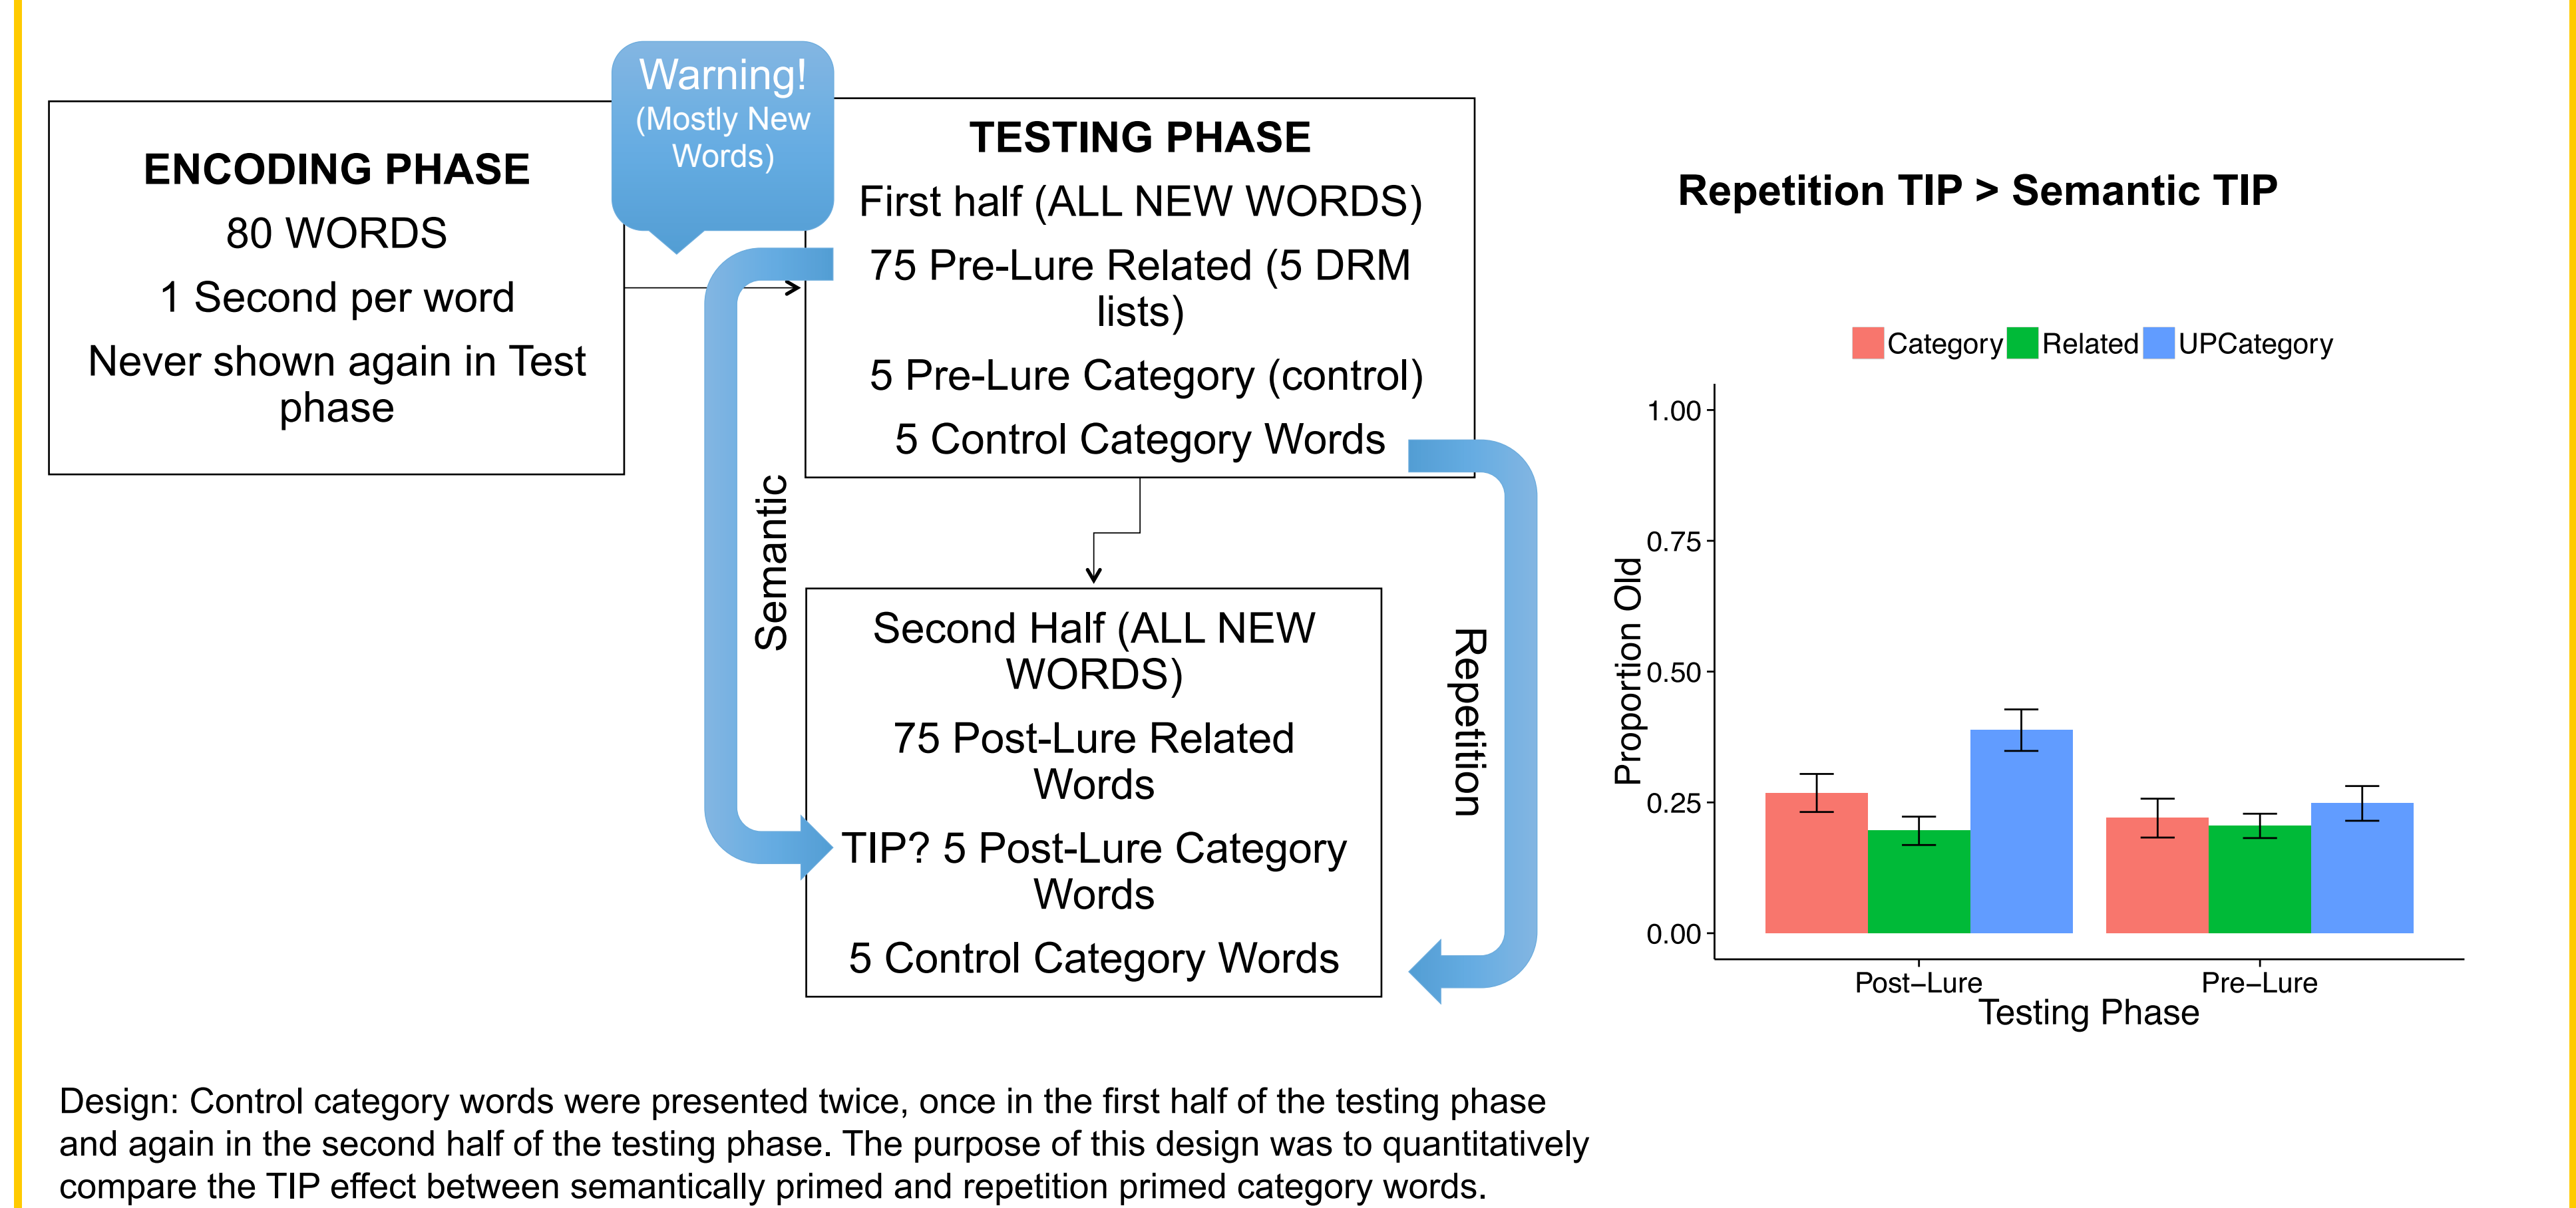 Warning!
(Mostly New
Words)
ENCODING PHASE
80 WORDS
1 Second per word
Never shown again in Test
phase
TESTING PHASE
First half (ALL NEW WORDS)
75 Pre-Lure Related (5 DRM
lists)
5 Pre-Lure Category (control)
5 Control Category Words
Semantic
Repetition
Second Half (ALL NEW
WORDS)
75 Post-Lure Related
Words
TIP? 5 Post-Lure Category
Words
5 Control Category Words
Repetition TIP > Semantic TIP
Category Related UPCategory
Proportion Old
1.00
0.75
0.50
0.25
0.00
Post−Lure Pre−Lure
Testing Phase
Design: Control category words were presented twice, once in the first half of the testing phase
and again in the second half of the testing phase. The purpose of this design was to quantitatively
compare the TIP effect between semantically primed and repetition primed category words.